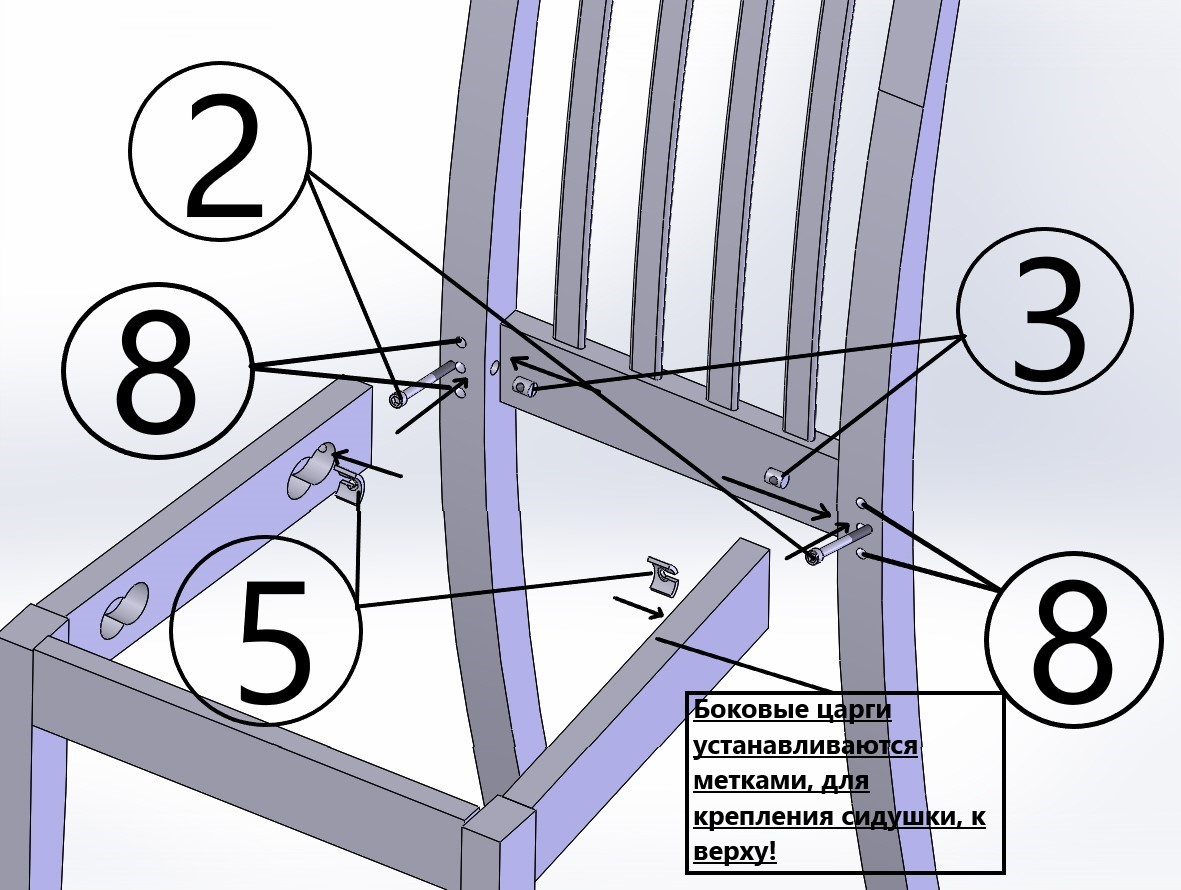 2
3
8
5
8
Боковые царги
устанавливаются
метками, для
крепления сидушки, к
верху!